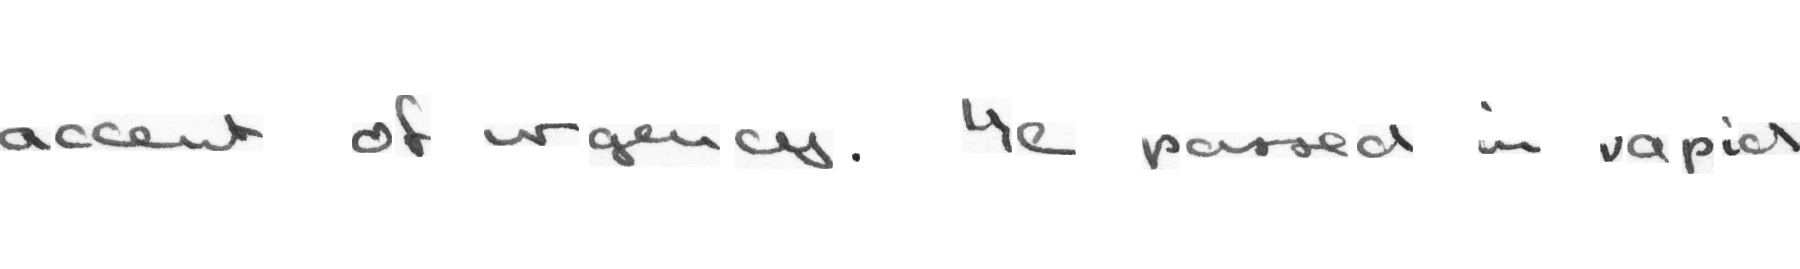 accent of urgency. He passed in rapid